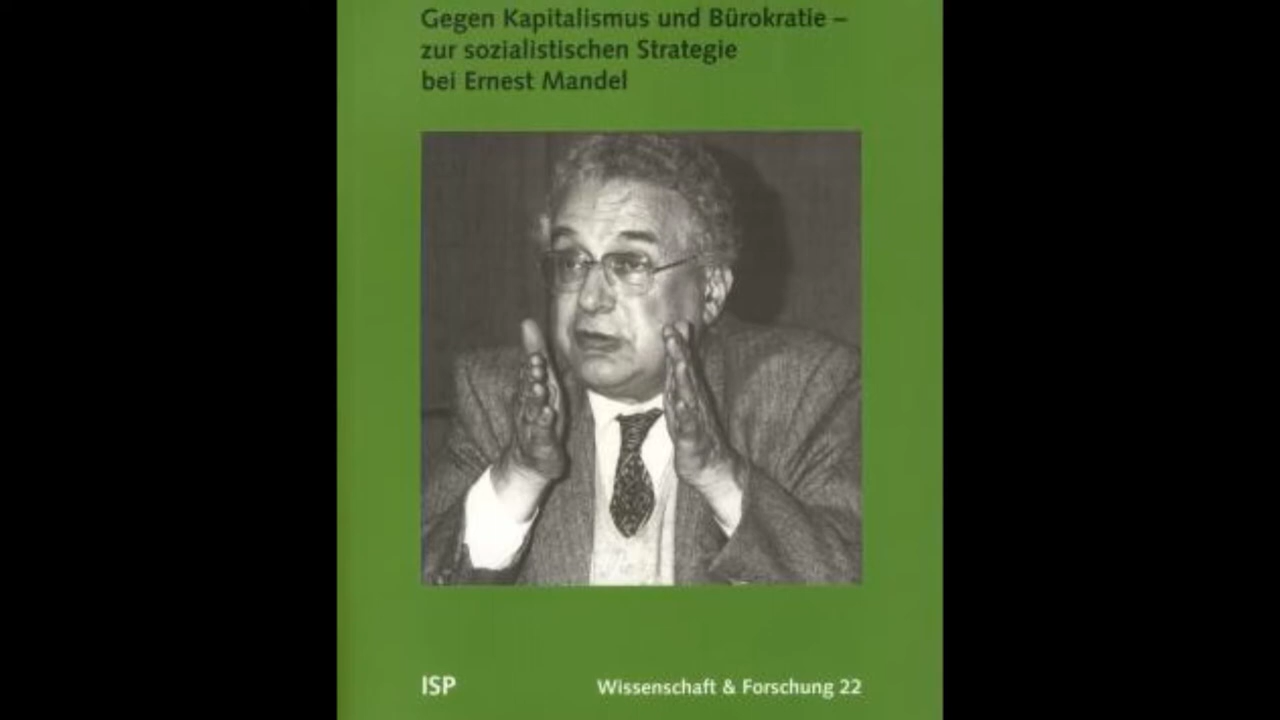 Gegen Kapitalismus und Bürokratie –
zur sozialistischen Strategie
bei Ernest Mandel
ISP
Wissenschaft & Forschung 22